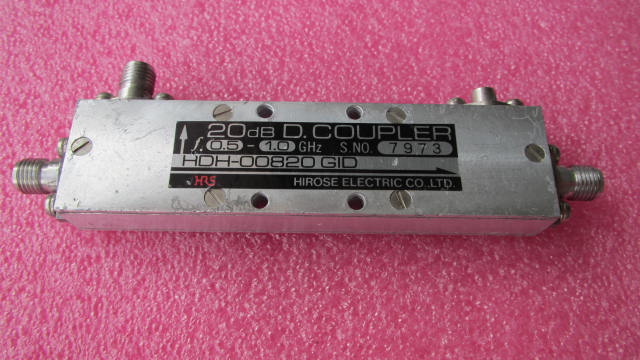 20dB D. COUPLER
f. 0.5 - 1.0 GHz S.NO. 7973
HDH-00820 GID
HRS HIROSE ELECTRIC CO., LTD.